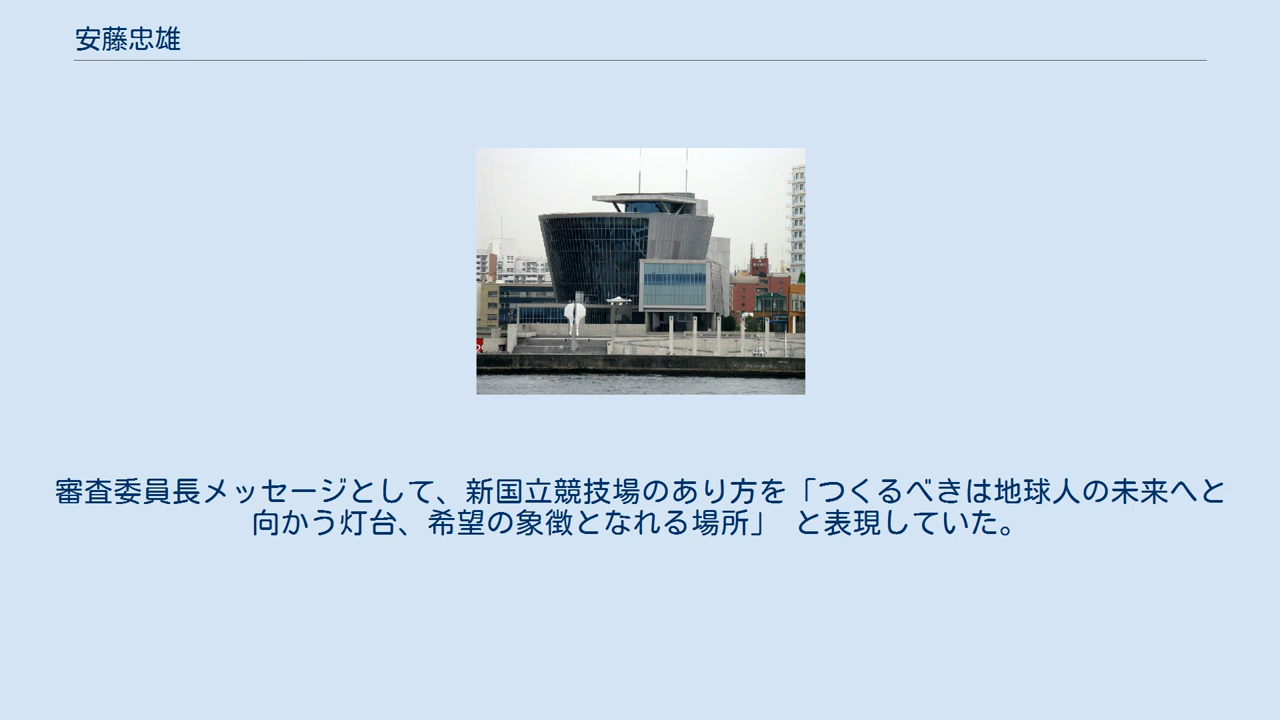 安藤忠雄
審査委員長メッセージとして、新国立競技場のあり方を「つくるべきは地球人の未来へと
向かう灯台、希望の象徴となれる場所」 と表現していた。